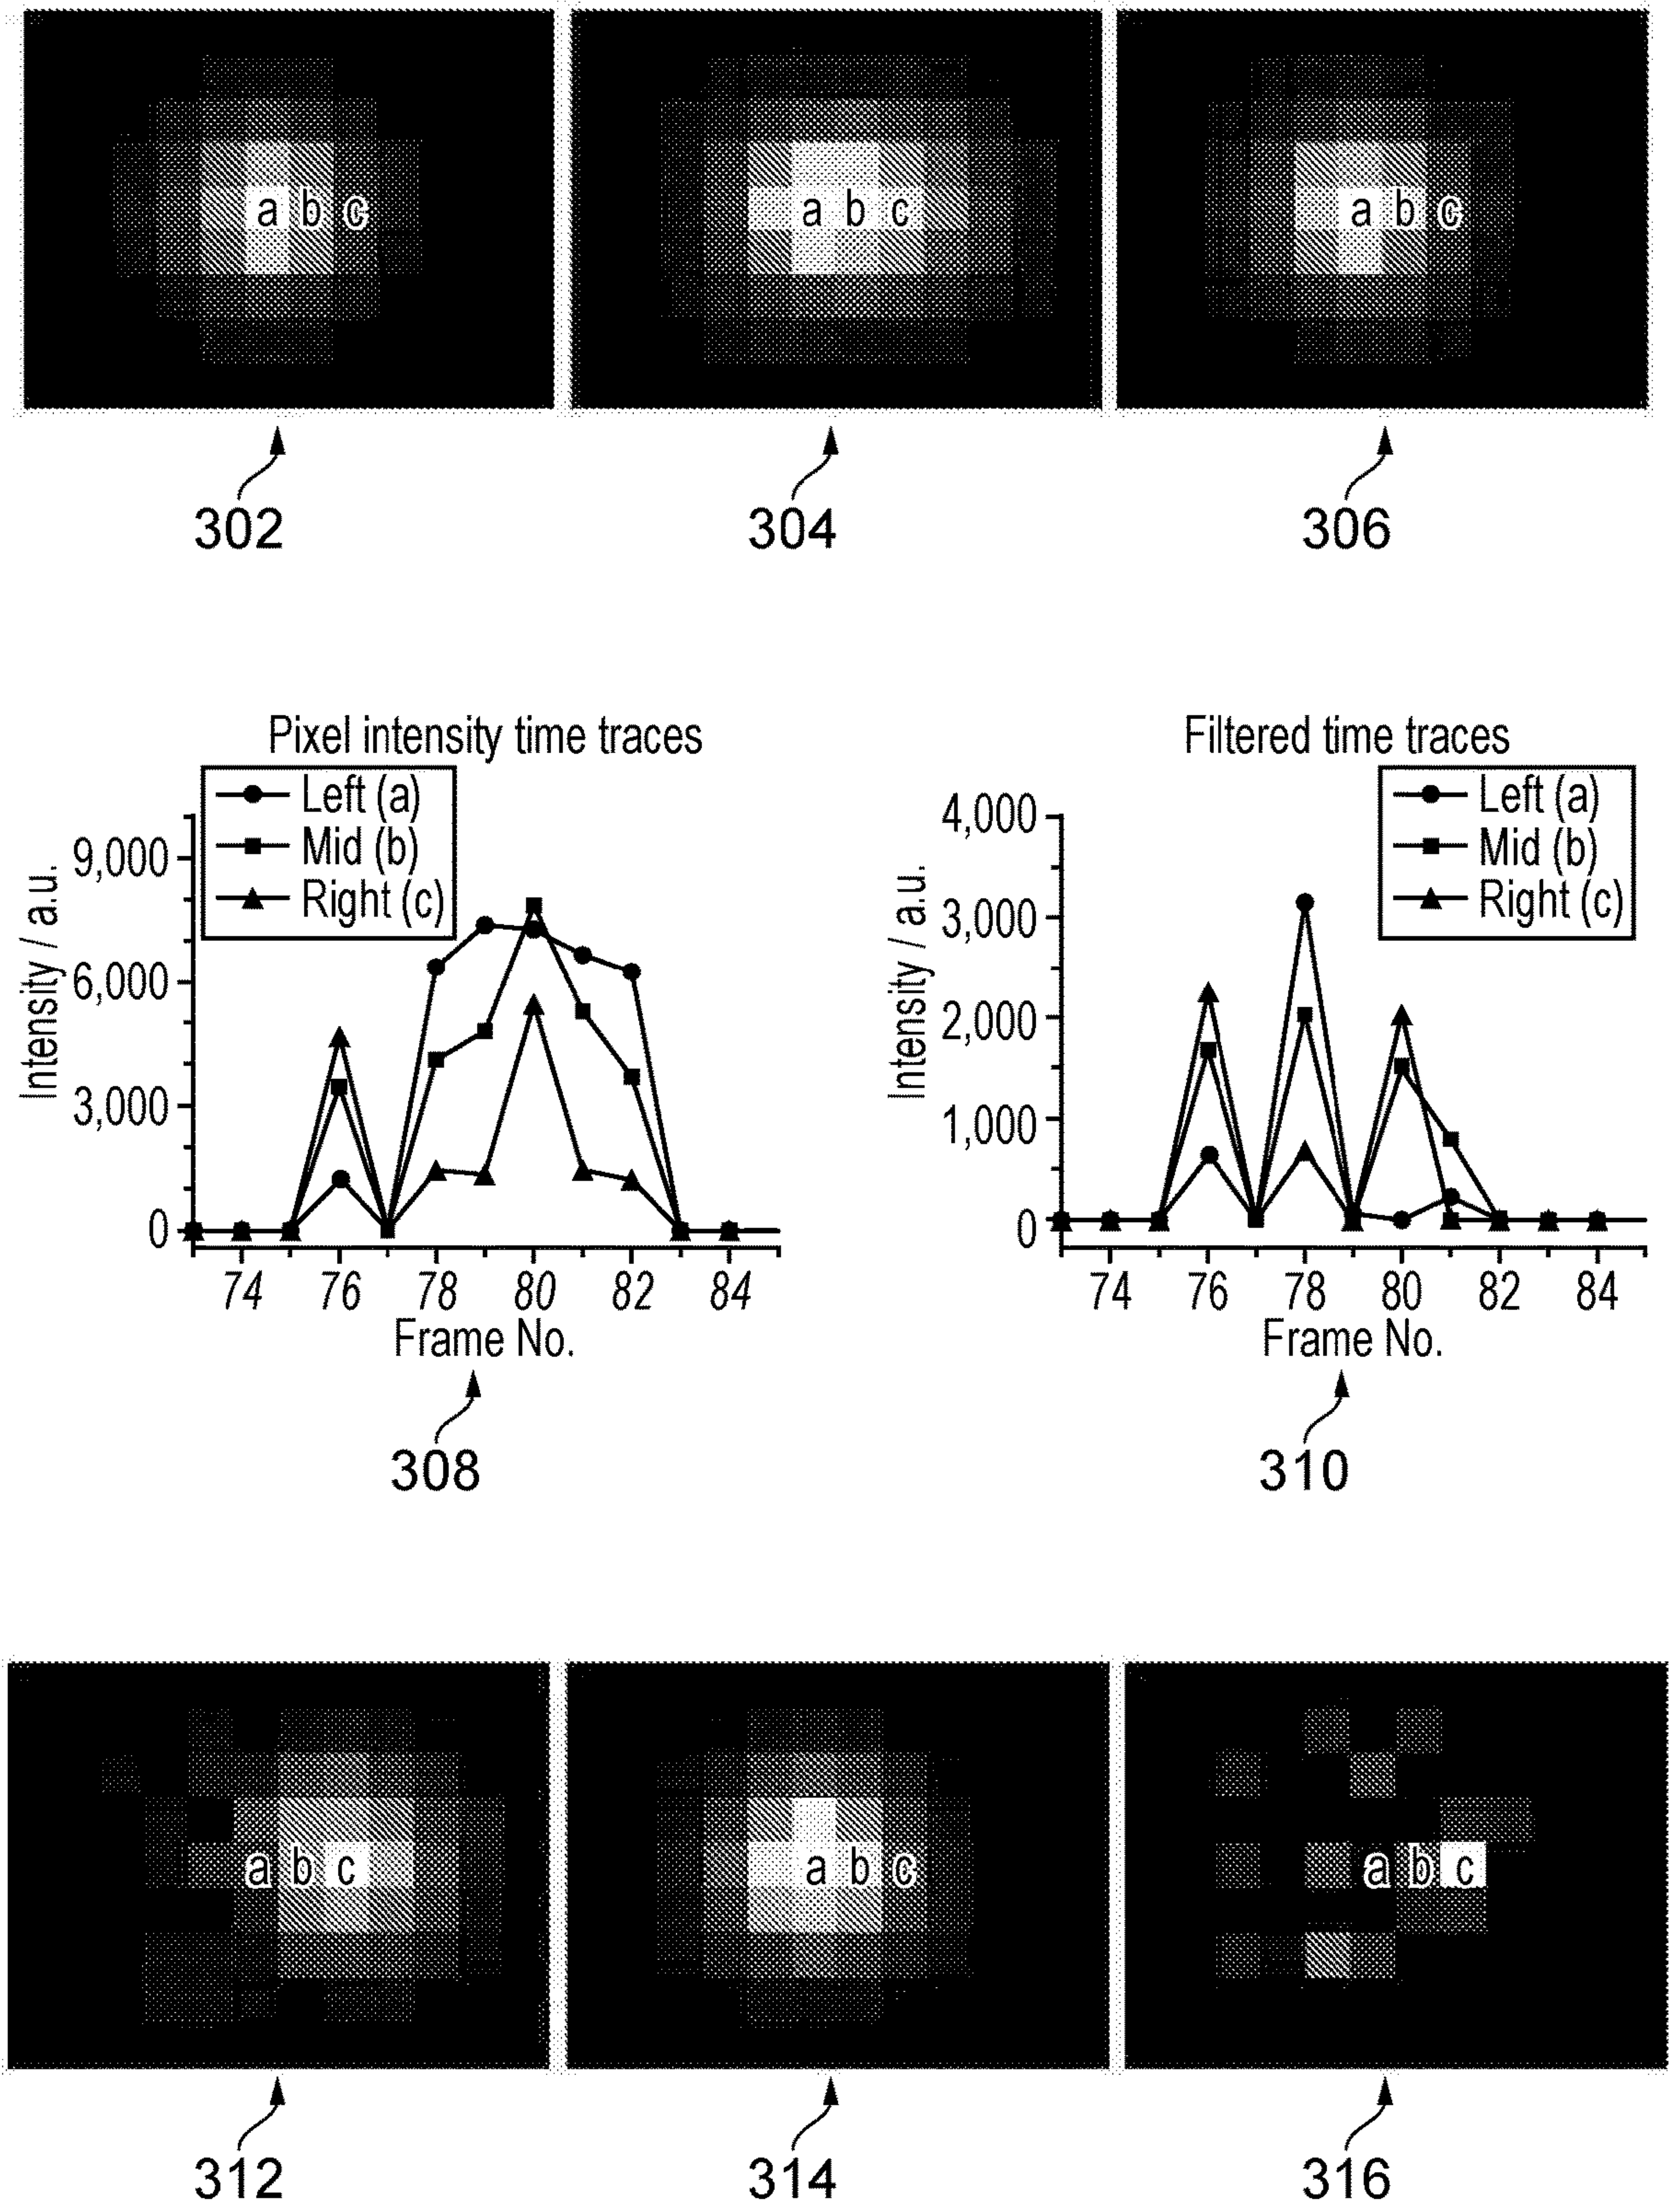 a b c
a b c
a b c
302
304
306
Pixel intensity time traces
Left (a)
Mid (b)
Right (c)
Intensity / a.u.
9,000
6,000
3,000
0
74 76 78 80 82 84
Frame No.
308
Filtered time traces
Left (a)
Mid (b)
Right (c)
Intensity / a.u.
4,000
3,000
2,000
1,000
0
74 76 78 80 82 84
Frame No.
310
a b c
a b c
a b c
312
314
316